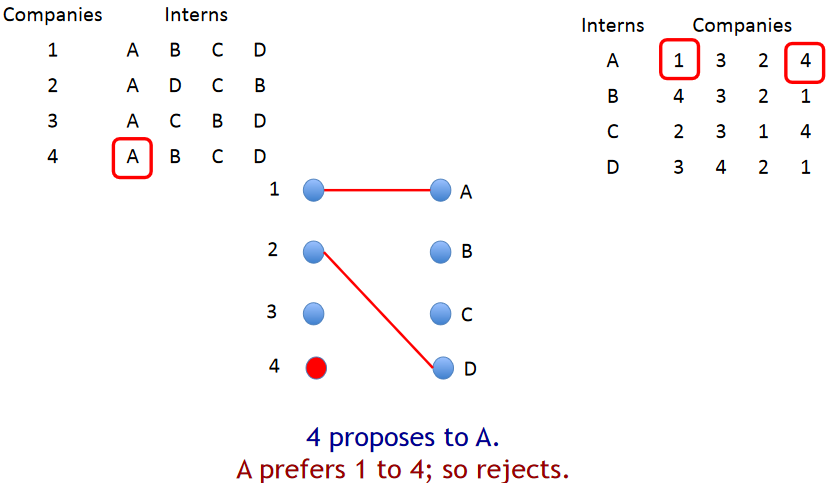 Companies Interns
1 A B C D
2 A D C B
3 A C B D
4 A B C D
Interns Companies
A 1 3 2 4
B 4 3 2 1
C 2 3 1 4
D 3 4 2 1
1 A
2 B
3 C
4 D
4 proposes to A.
A prefers 1 to 4; so rejects.